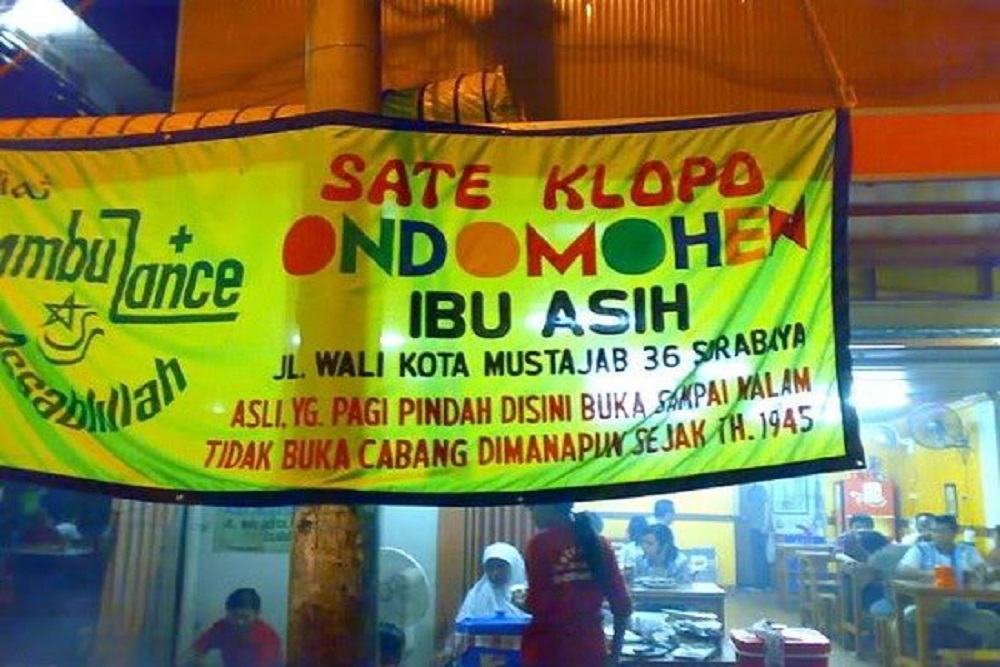 ambulance
SATE KLOPO
ONDOMOHEN
IBU ASIH
JL. WALI KOTA MUSTAJAB 36 SURABAYA
ASLI, YG. PAGI PINDAH DISINI BUKA SAMPAI MALAM
TIDAK BUKA CABANG DIMANAPUN SEJAK TH. 1945